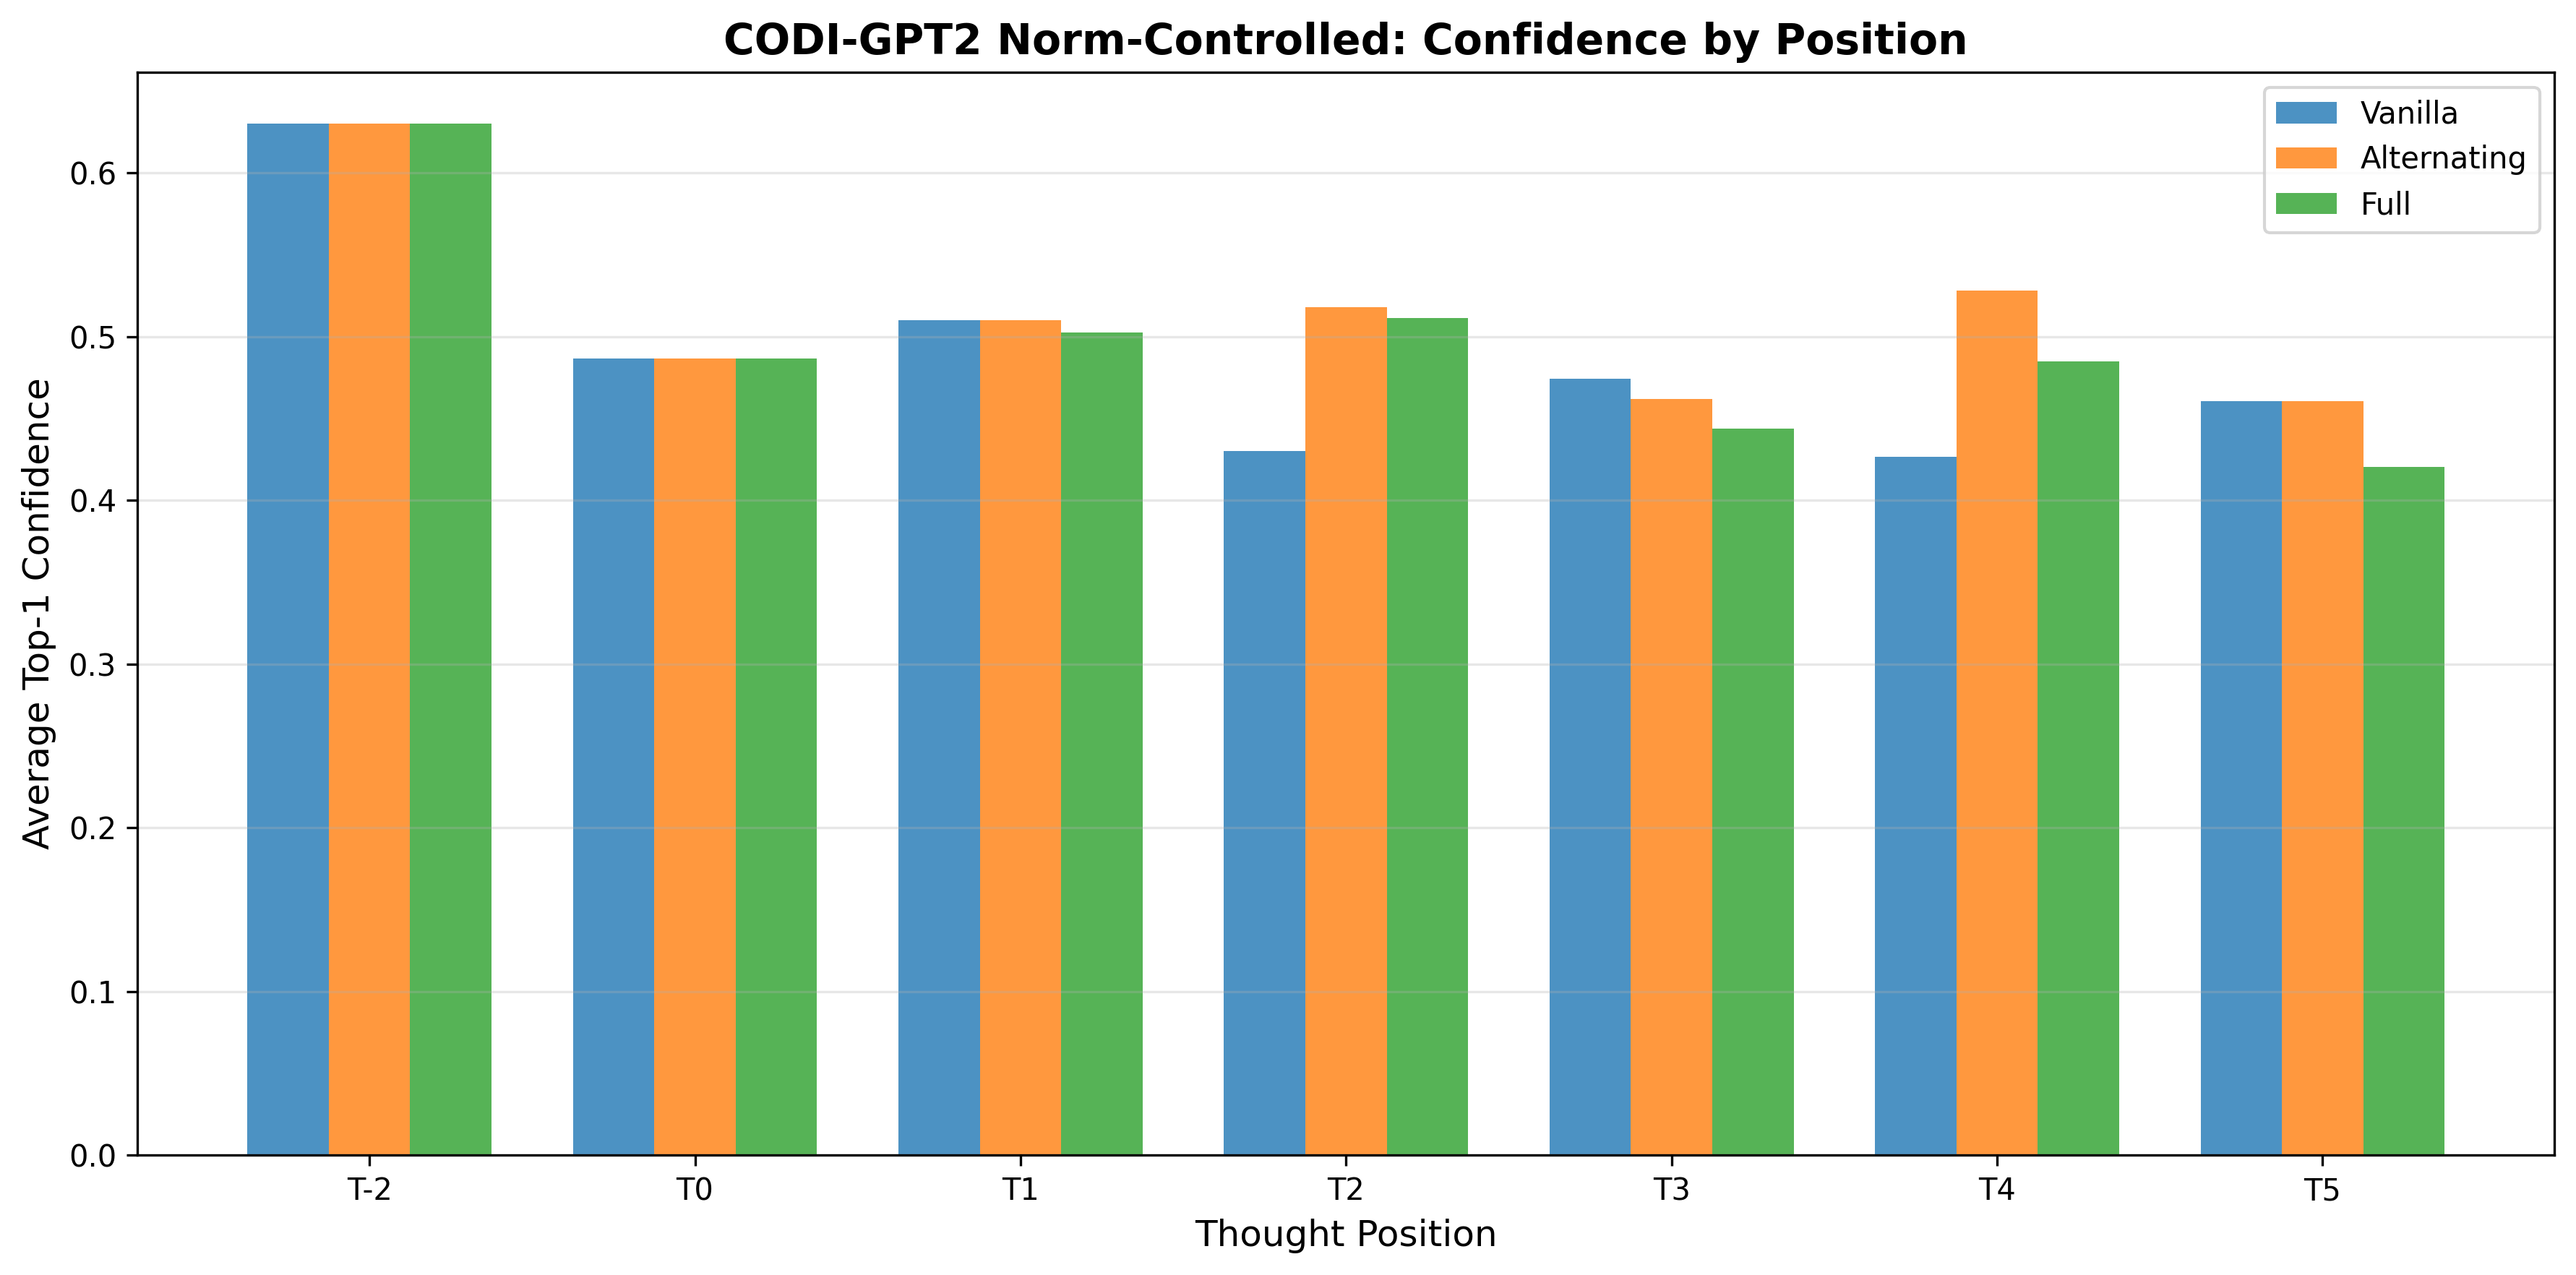 CODI-GPT2 Norm-Controlled: Confidence by Position
Vanilla
Alternating
Full
Average Top-1 Confidence
0.6
0.5
0.4
0.3
0.2
0.1
0.0
T-2 T0 T1 T2 T3 T4 T5
Thought Position